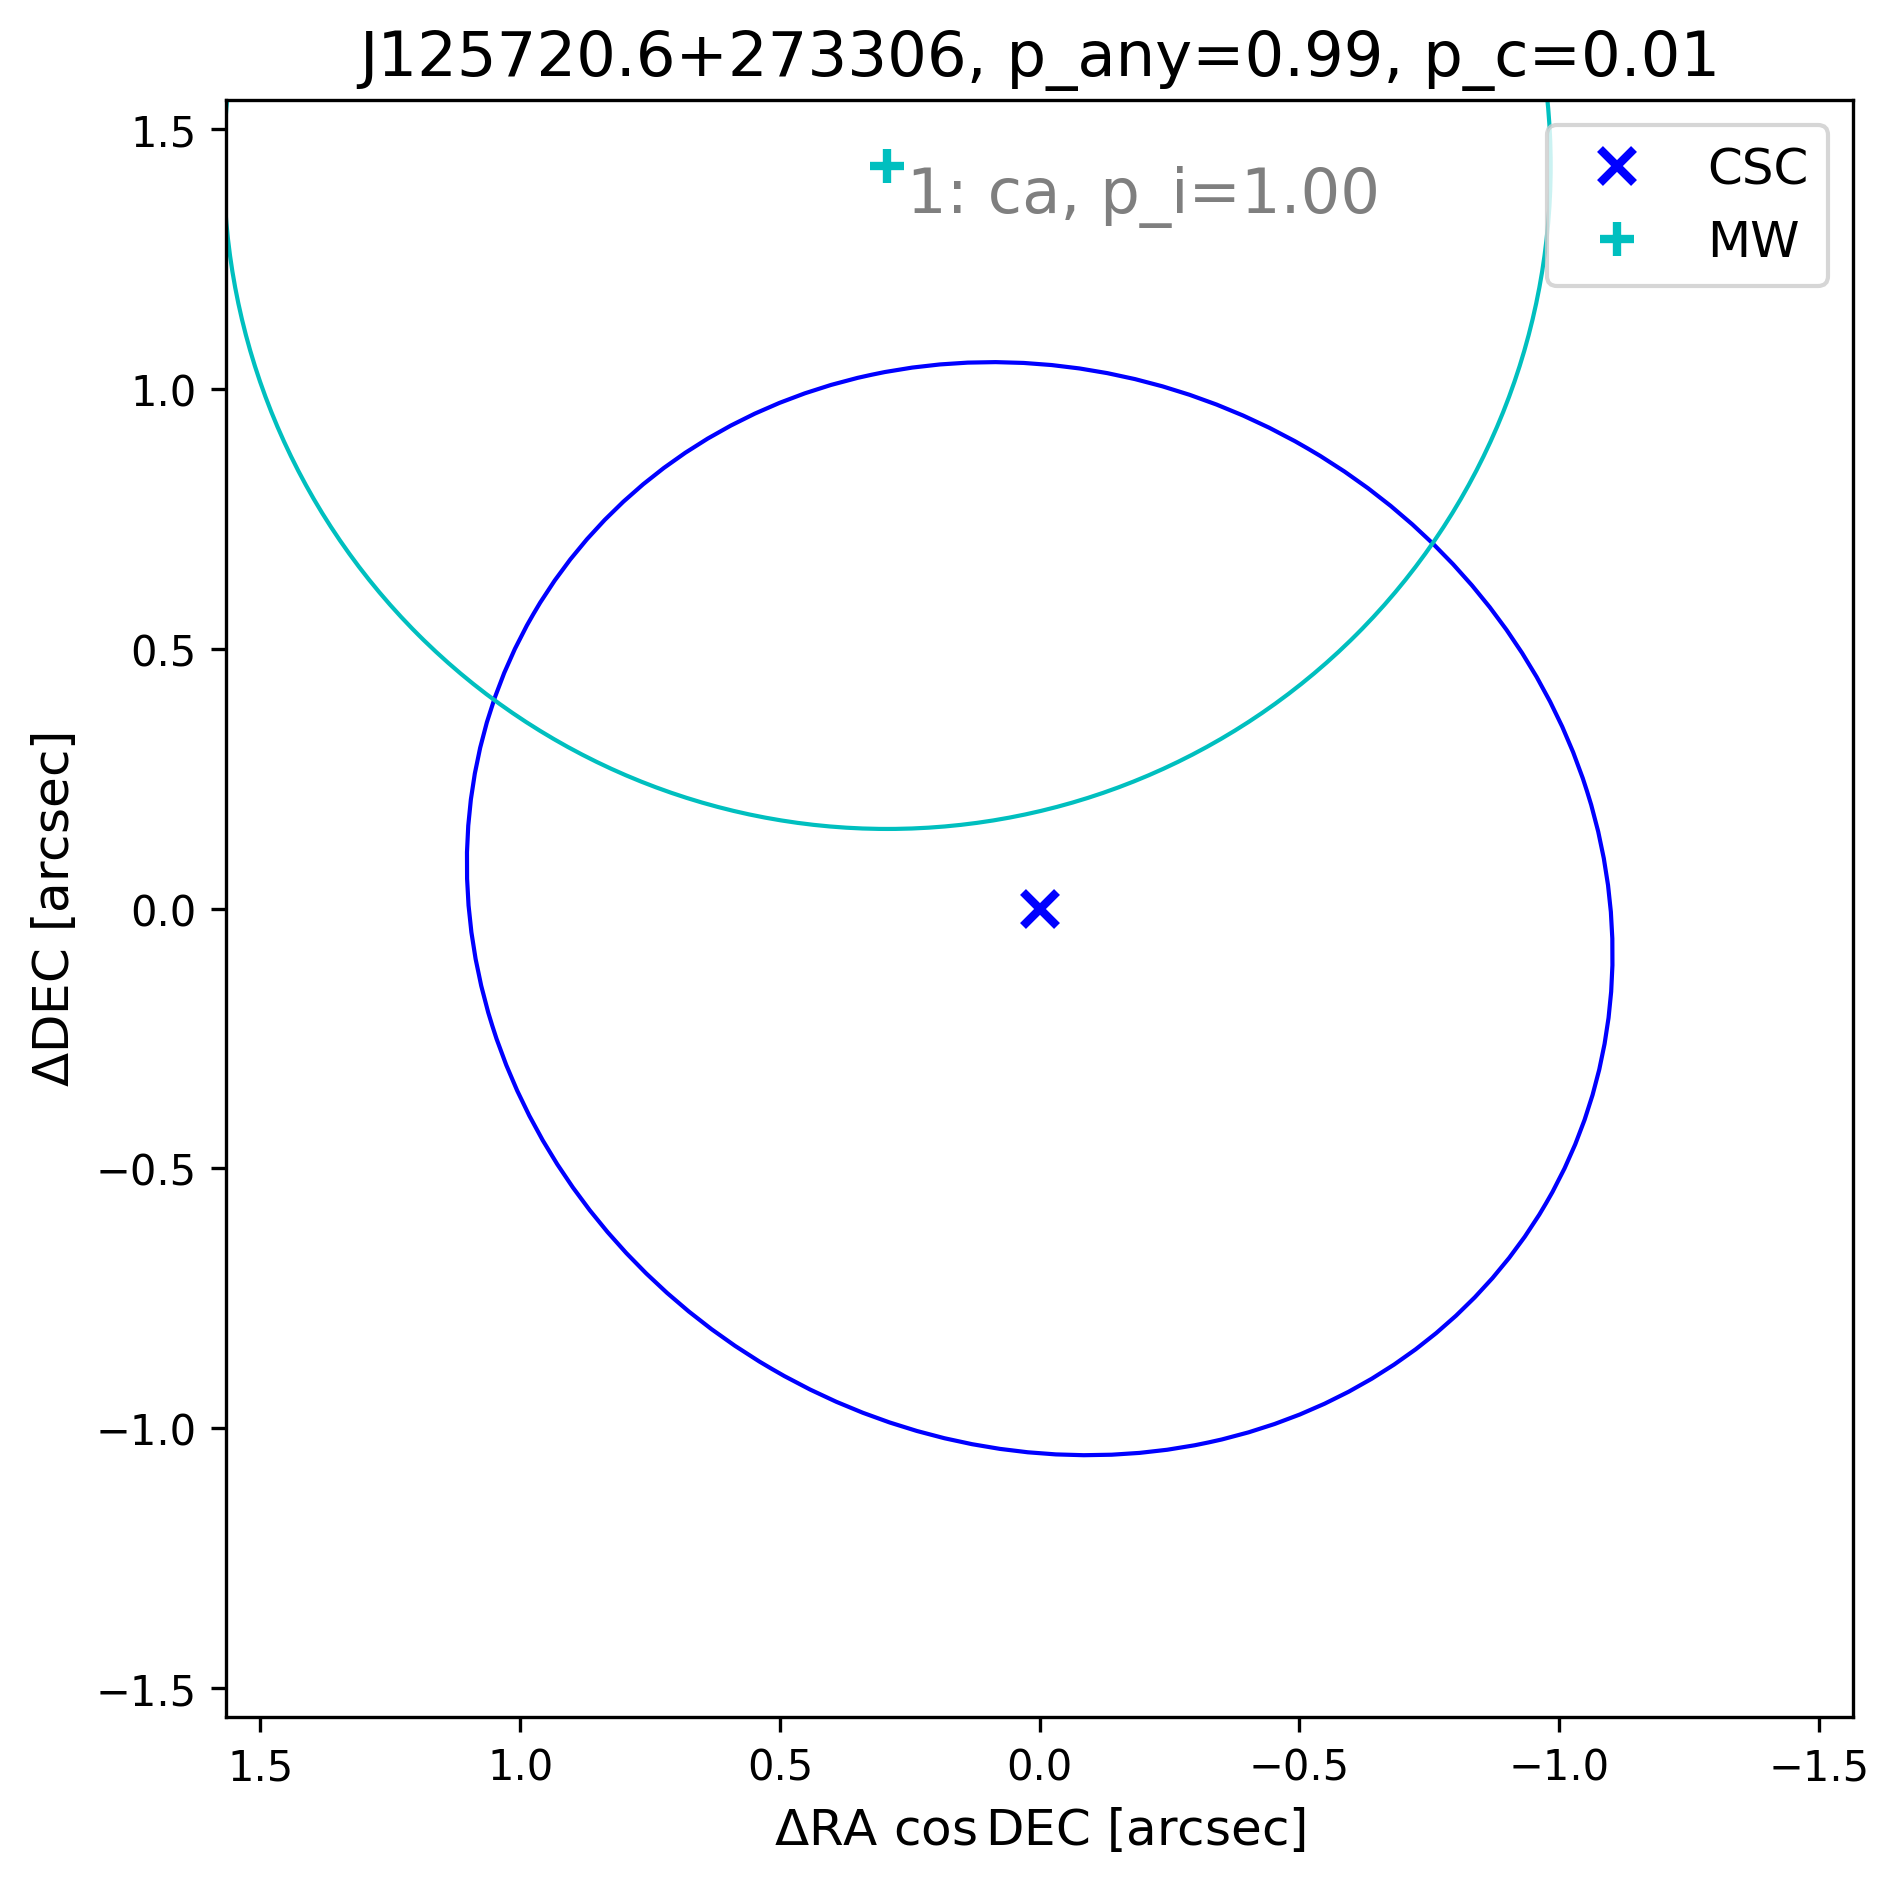 J125720.6+273306, p_any=0.99, p_c=0.01
CSC
MW
1: ca, p_i=1.00
1.5
1.0
0.5
0.0
−0.5
−1.0
−1.5
ΔDEC [arcsec]
1.5 1.0 0.5 0.0 −0.5 −1.0 −1.5
ΔRA cos DEC [arcsec]